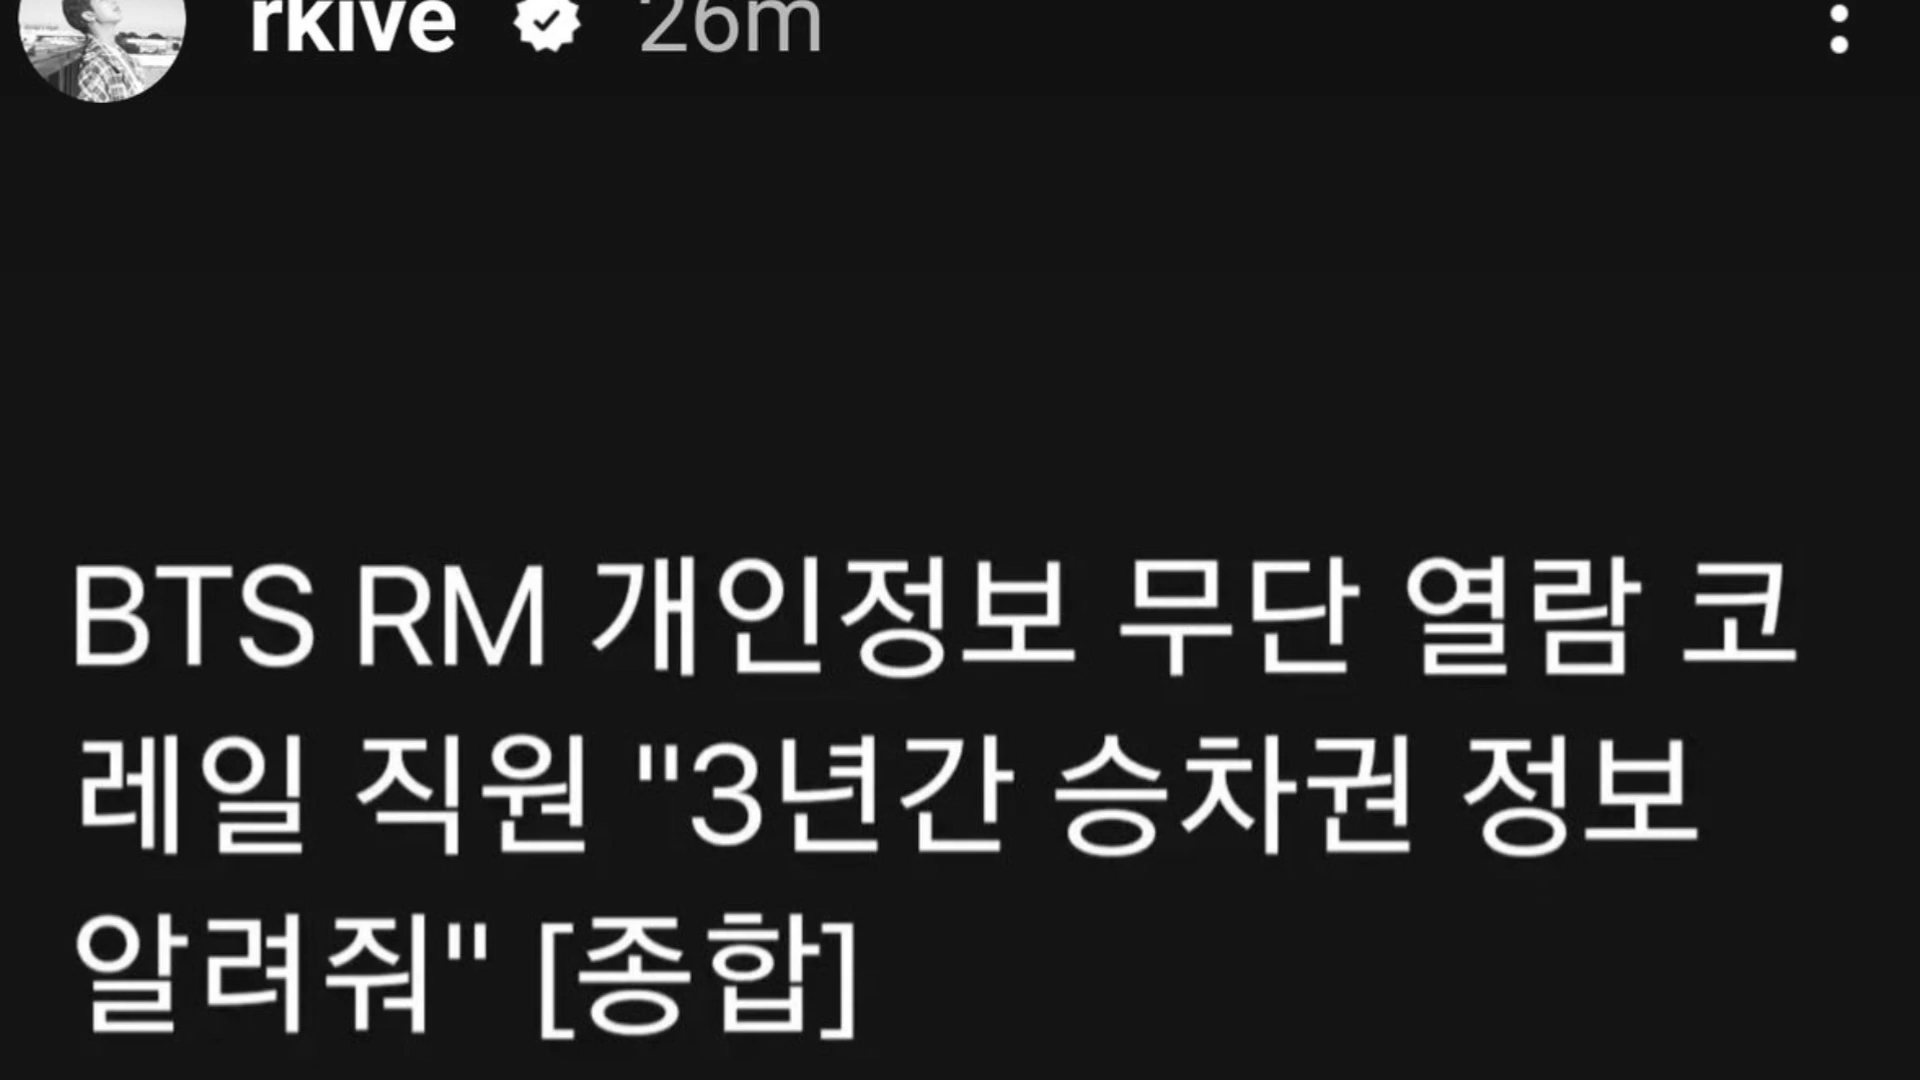 rkive 26m
BTS RM 개인정보 무단 열람 코
레일 직원 "3년간 승차권 정보
알려줘" [종합]